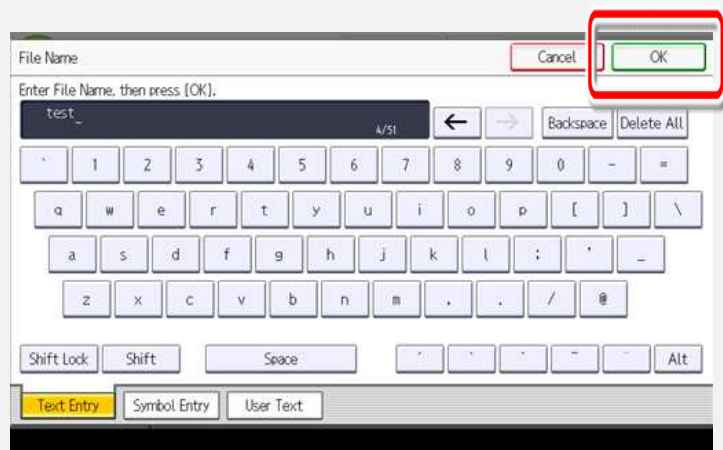 File Name Cancel OK
Enter File Name, then press [OK].
test_
4/51
← → Backspace Delete All
` 1 2 3 4 5 6 7 8 9 0 - =
q w e r t y u i o p [ ] \
a s d f g h j k l ; ' _
z x c v b n m , . / @
Shift Lock Shift Space ´ ` ^ ~ ¨ Alt
Text Entry Symbol Entry User Text